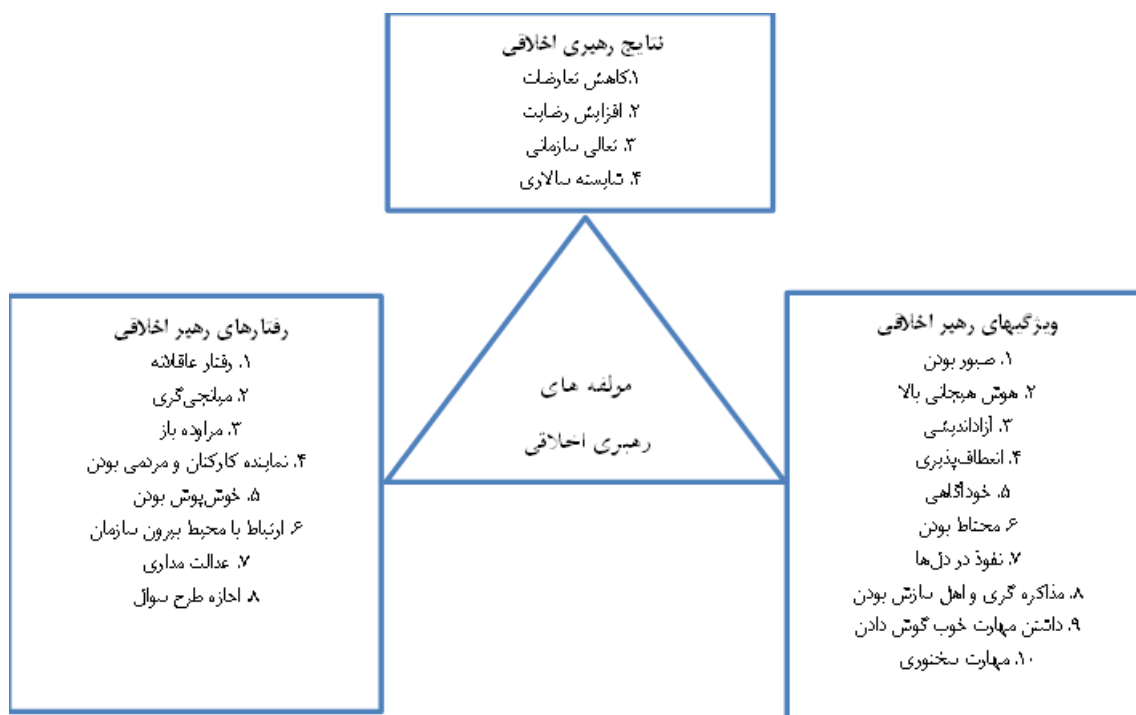 نتایج رهبری اخلاقی
۱.کاهش تعارضات
۲. افزایش رضایت
۳. تعالی سازمانی
۴. شایسته سالاری
ویژگیهای رهبر اخلاقی
۱. صبور بودن
۲. هوش هیجانی بالا
۳. آزاداندیشی
۴. انعطاف‌پذیری
۵. خودآگاهی
۶. محتاط بودن
۷. نفوذ در دل‌ها
۸. مذاکره گری و اهل سازش بودن
۹. داشتن مهارت خوب گوش دادن
۱۰. مهارت سخنوری
مولفه های
رهبری اخلاقی
رفتارهای رهبر اخلاقی
۱. رفتار عاقلانه
۲. میانجی‌گری
۳. مراوده باز
۴. نماینده کارکنان و مردمی بودن
۵. خوش‌پوش بودن
۶. ارتباط با محیط بیرون سازمان
۷. عدالت مداری
۸. اجازه طرح سوال